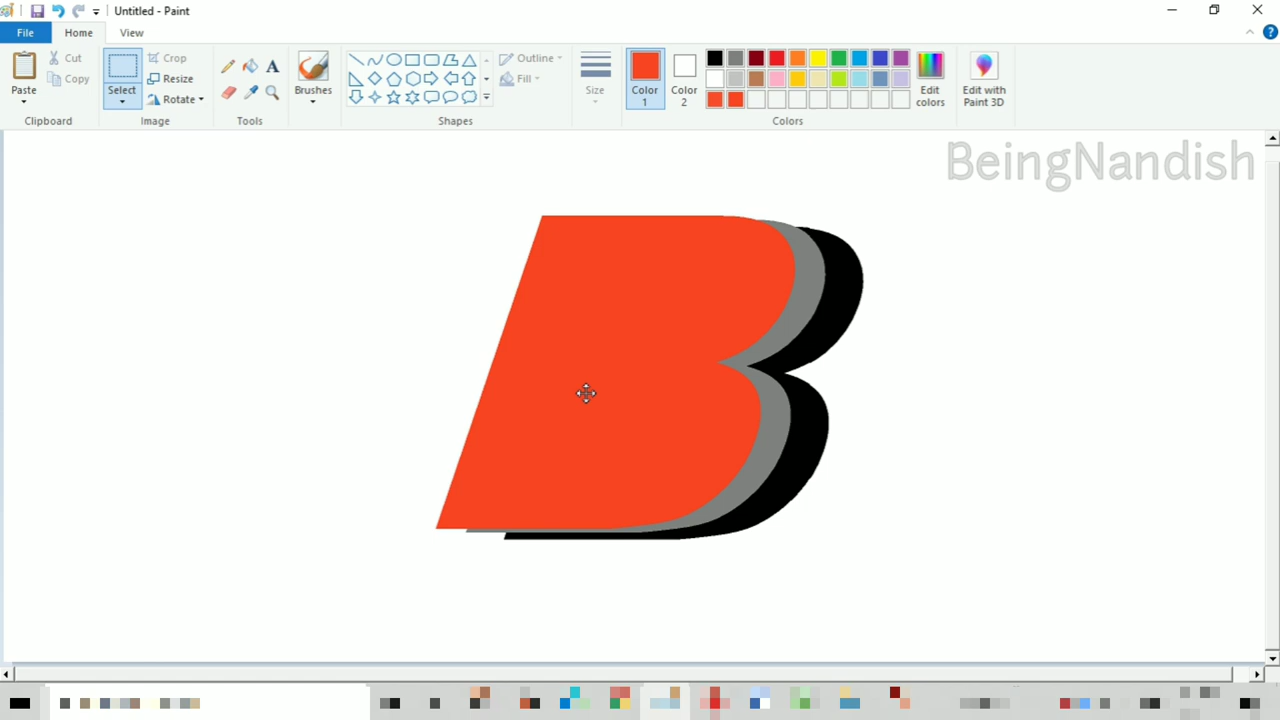 Untitled - Paint
File
Home
View
Paste
Cut
Copy
Clipboard
Select
Crop
Resize
Rotate
Image
A
Tools
Brushes
Outline
Fill
Shapes
Size
Color 1
Color 2
Edit colors
Colors
Edit with Paint 3D
BeingNandish
B